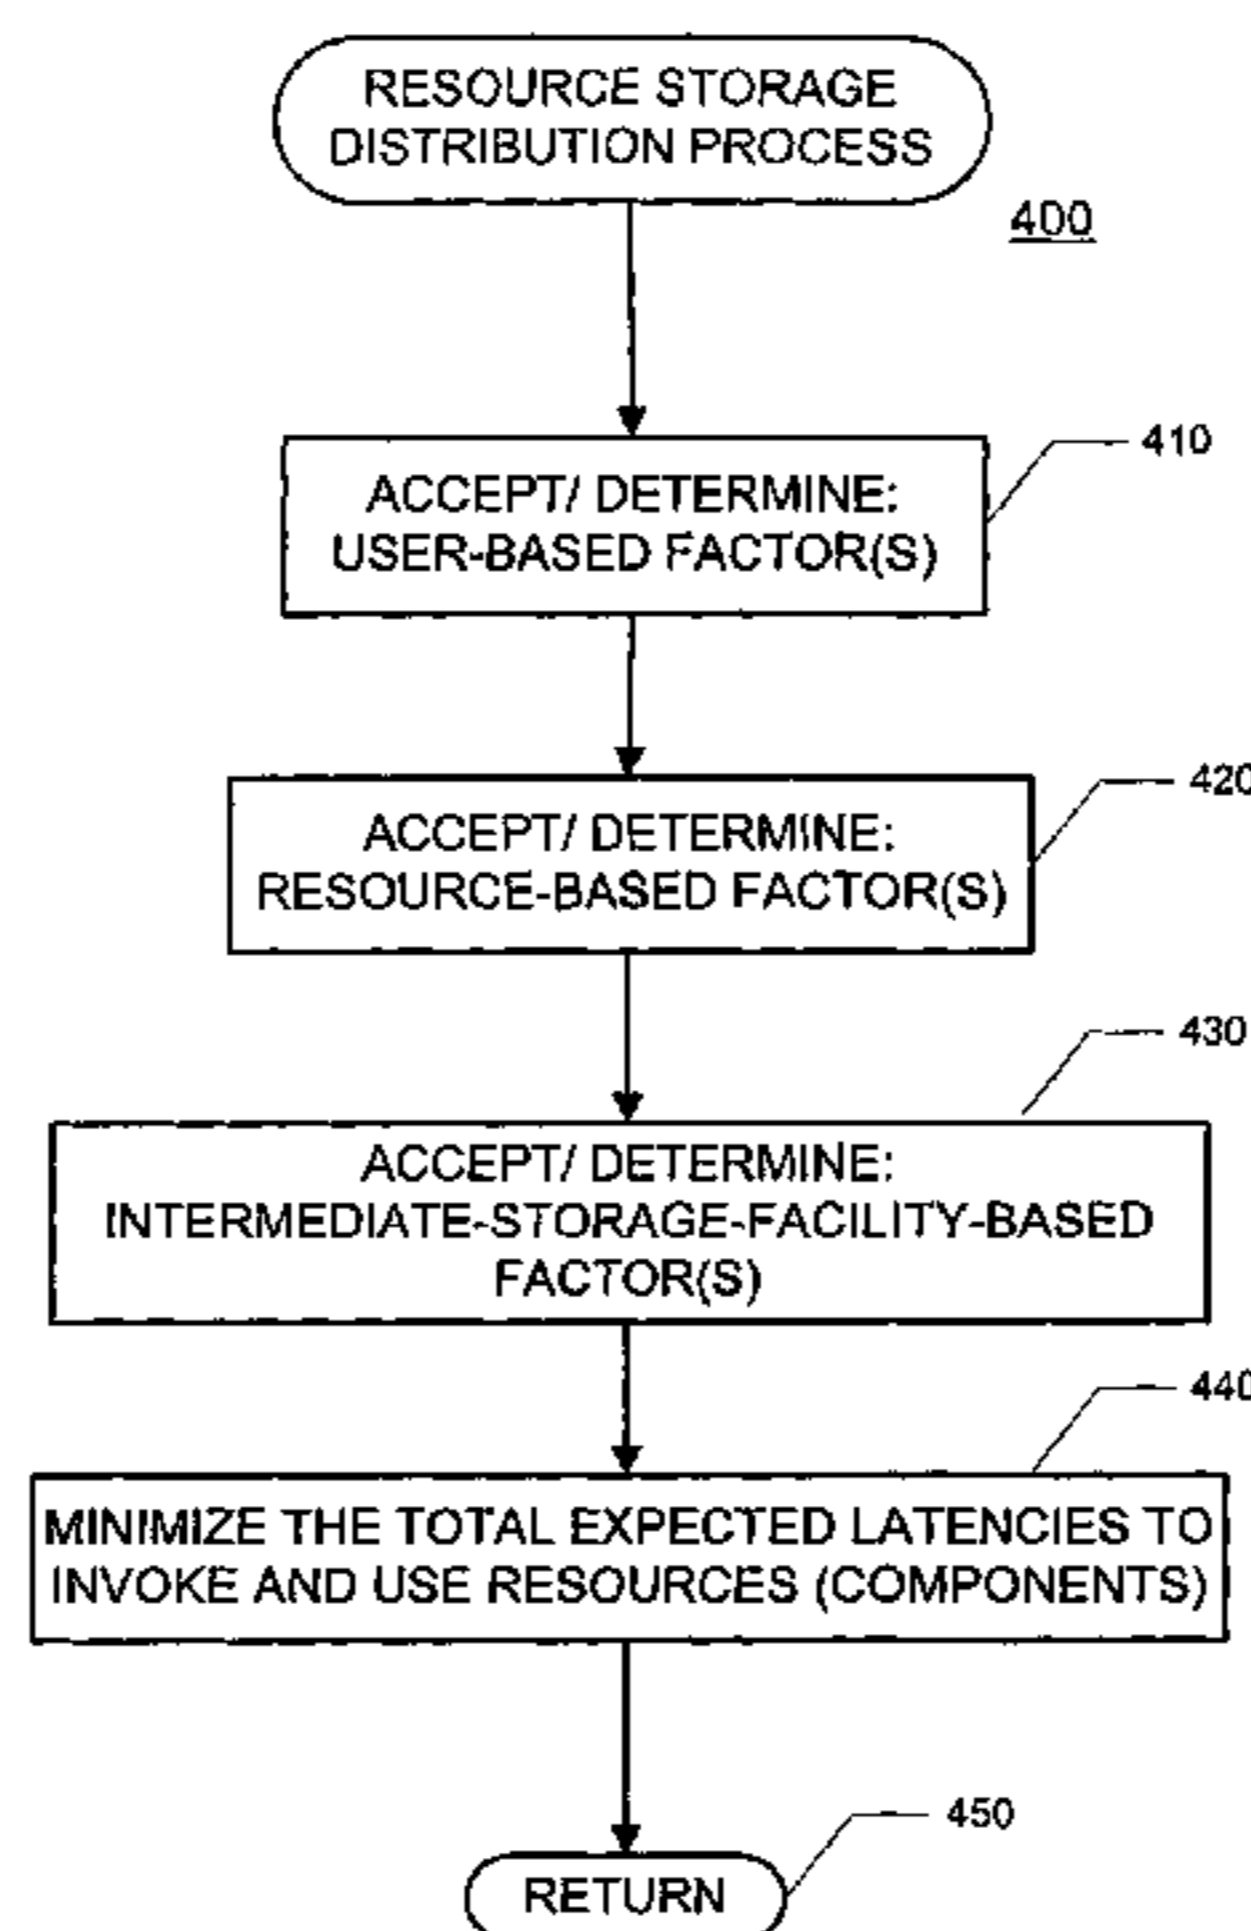 RESOURCE STORAGE
DISTRIBUTION PROCESS
400
410
ACCEPT/ DETERMINE:
USER-BASED FACTOR(S)
420
ACCEPT/ DETERMINE:
RESOURCE-BASED FACTOR(S)
430
ACCEPT/ DETERMINE:
INTERMEDIATE-STORAGE-FACILITY-BASED
FACTOR(S)
440
MINIMIZE THE TOTAL EXPECTED LATENCIES TO
INVOKE AND USE RESOURCES (COMPONENTS)
450
RETURN